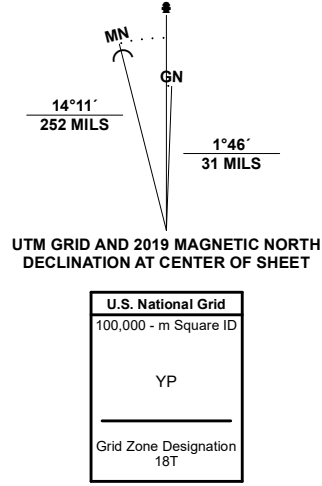 MN
GN
14°11´
252 MILS
1°46´
31 MILS
UTM GRID AND 2019 MAGNETIC NORTH
DECLINATION AT CENTER OF SHEET
U.S. National Grid
100,000 - m Square ID
YP
Grid Zone Designation
18T